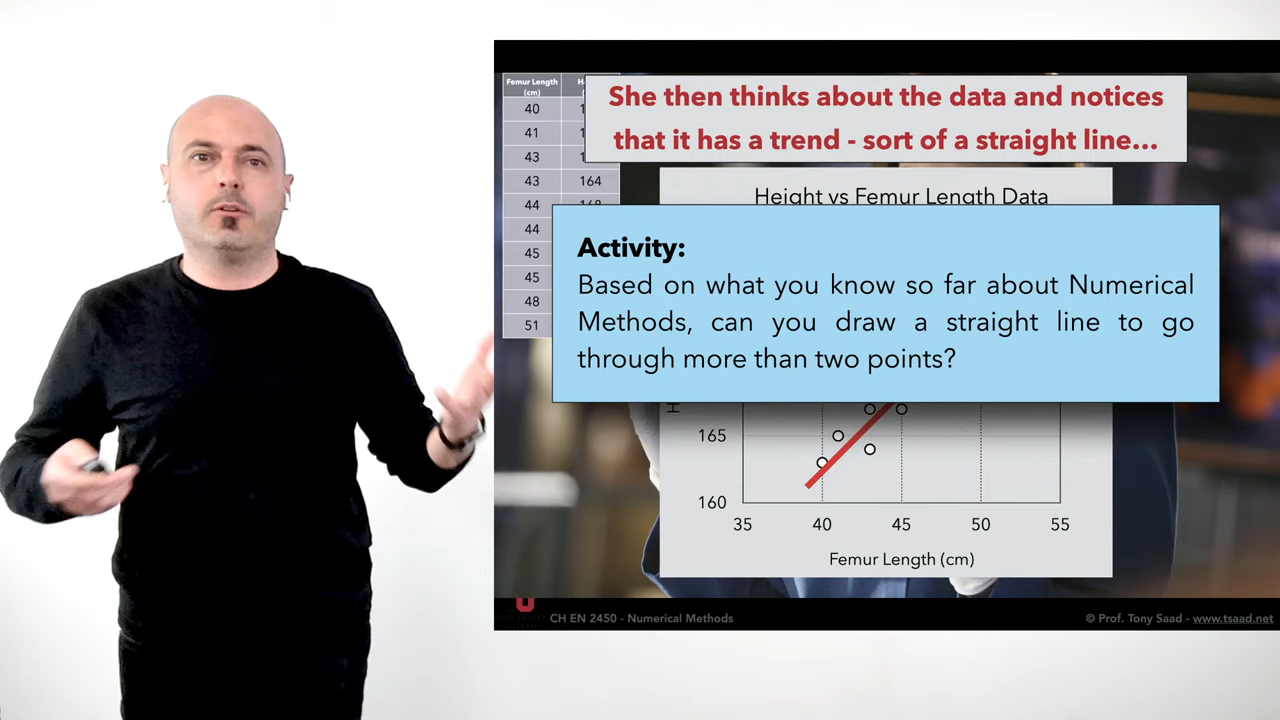 She then thinks about the data and notices
that it has a trend - sort of a straight line...
Femur Length
(cm)
40
41
43
43 164
44
44
45
45
48
51
Height vs Femur Length Data
Activity:
Based on what you know so far about Numerical
Methods, can you draw a straight line to go
through more than two points?
165
160
35 40 45 50 55
Femur Length (cm)
CH EN 2450 - Numerical Methods
© Prof. Tony Saad - www.tsaad.net